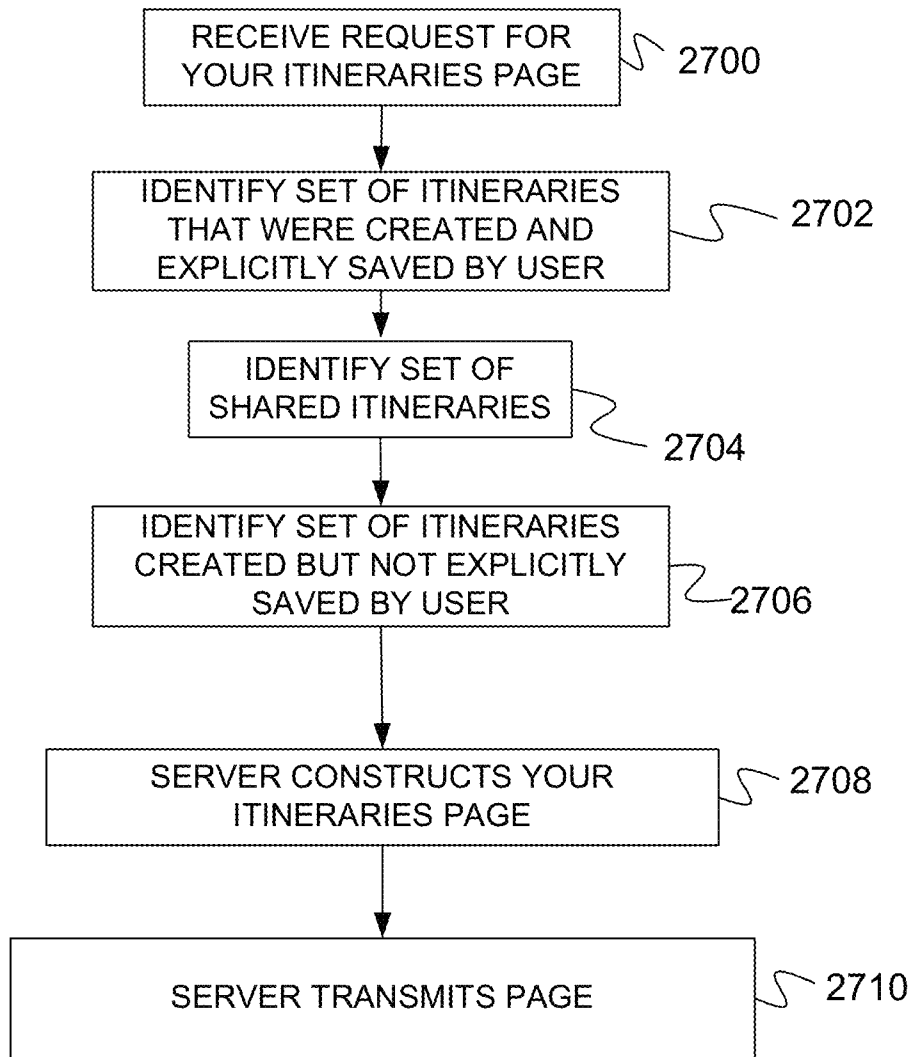 RECEIVE REQUEST FOR
YOUR ITINERARIES PAGE
2700
IDENTIFY SET OF ITINERARIES
THAT WERE CREATED AND
EXPLICITLY SAVED BY USER
2702
IDENTIFY SET OF
SHARED ITINERARIES
2704
IDENTIFY SET OF ITINERARIES
CREATED BUT NOT EXPLICITLY
SAVED BY USER
2706
SERVER CONSTRUCTS YOUR
ITINERARIES PAGE
2708
SERVER TRANSMITS PAGE
2710